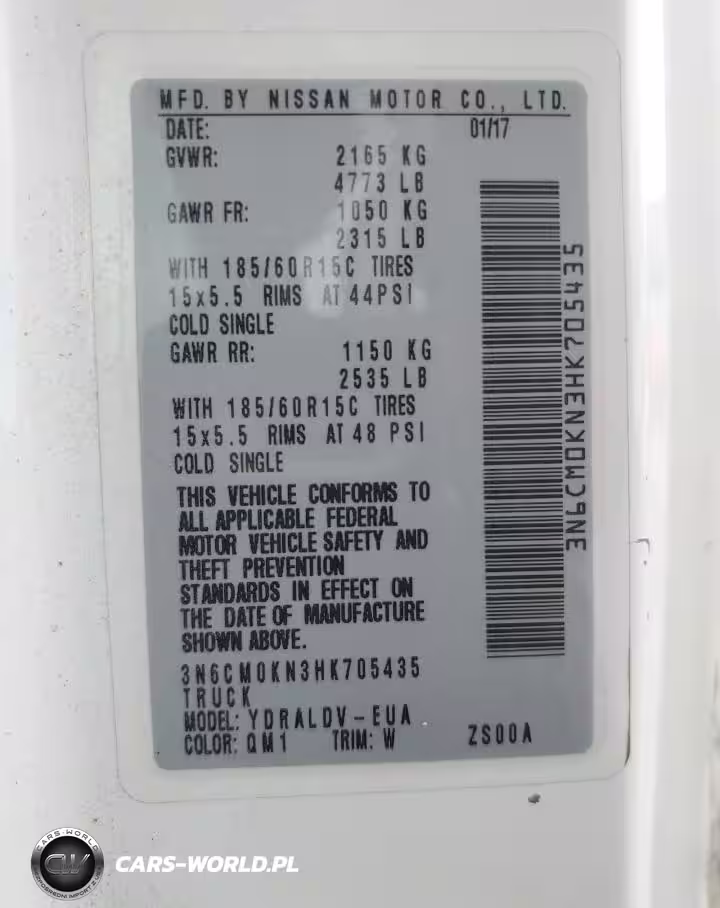 MFD. BY NISSAN MOTOR CO., LTD.
DATE: 01/17
GVWR: 2165 KG
4773 LB
GAWR FR: 1050 KG
2315 LB
WITH 185/60R15C TIRES
15x5.5 RIMS AT 44PSI
COLD SINGLE
GAWR RR: 1150 KG
2535 LB
WITH 185/60R15C TIRES
15x5.5 RIMS AT 48 PSI
COLD SINGLE
THIS VEHICLE CONFORMS TO
ALL APPLICABLE FEDERAL
MOTOR VEHICLE SAFETY AND
THEFT PREVENTION
STANDARDS IN EFFECT ON
THE DATE OF MANUFACTURE
SHOWN ABOVE.
3N6CM0KN3HK705435
TRUCK
MODEL: YDRALDV-EUA
COLOR: QM1 TRIM: W ZS00A
3N6CM0KN3HK705435
CARS-WORLD
CW
CARS-WORLD.PL